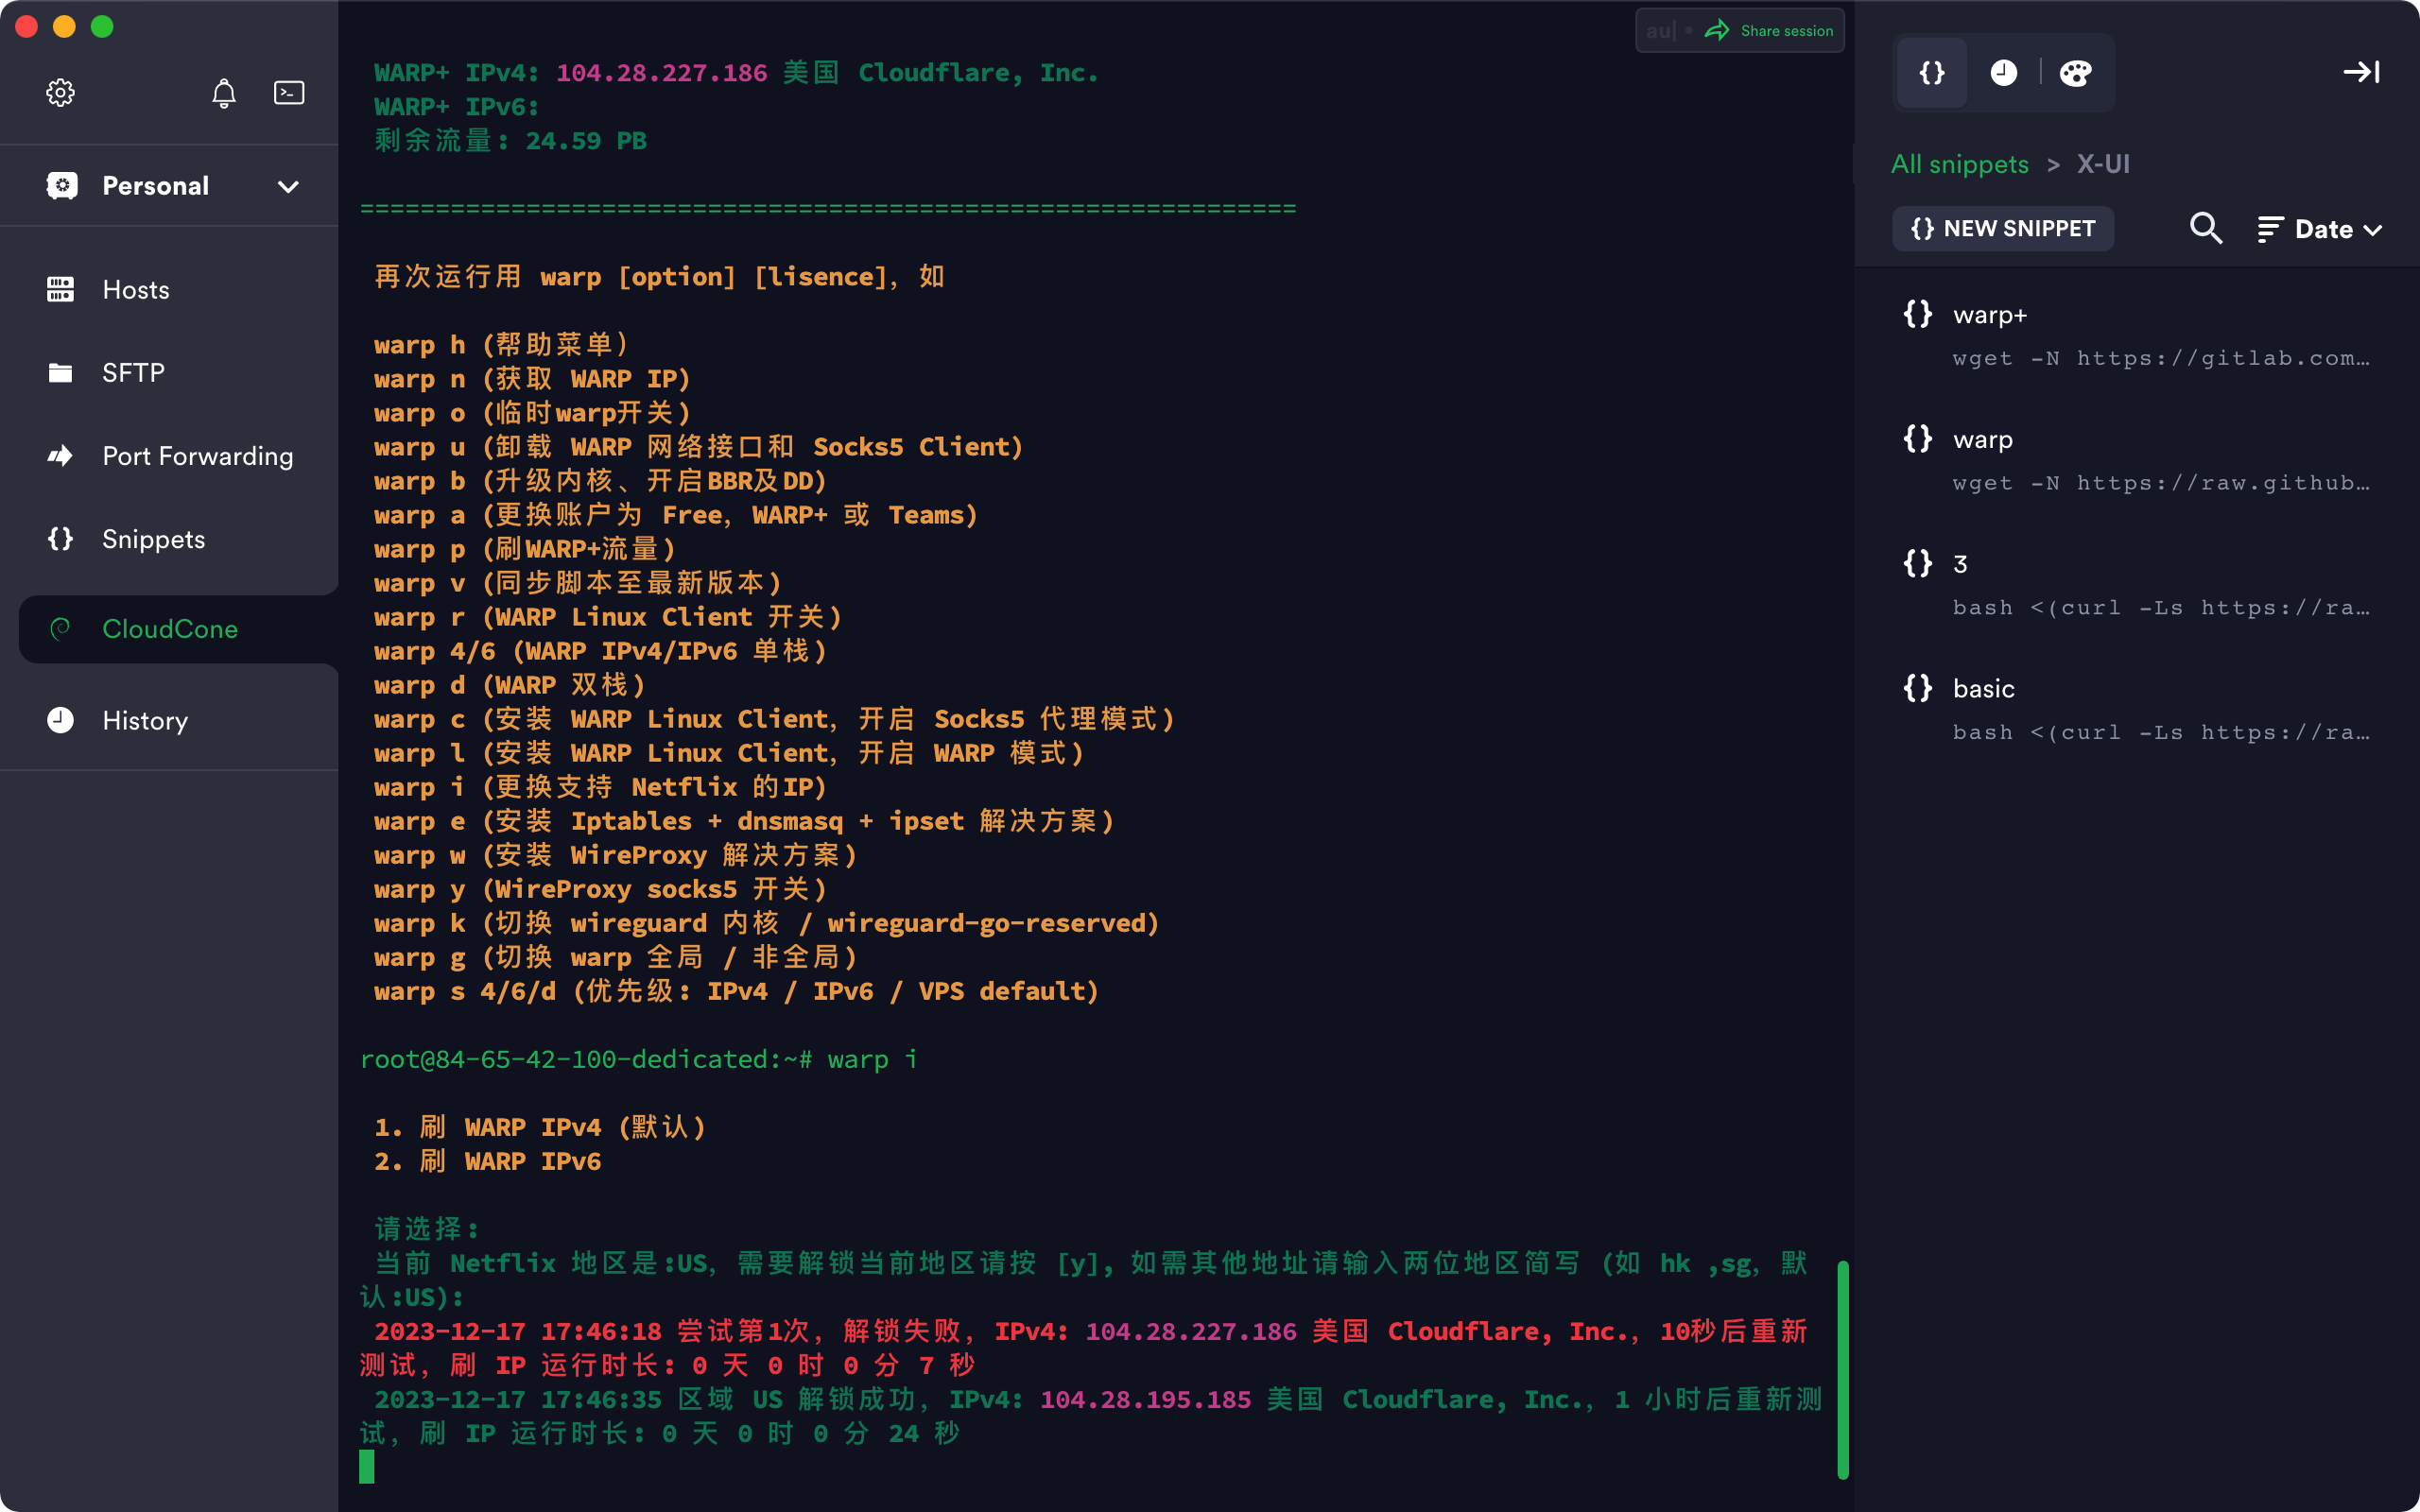 Personal
Hosts
SFTP
Port Forwarding
Snippets
CloudCone
History
Share session
WARP+ IPv4: 104.28.227.186 美国 Cloudflare, Inc.
WARP+ IPv6:
剩余流量: 24.59 PB
==============================================================
再次运行用 warp [option] [lisence], 如
warp h (帮助菜单）
warp n (获取 WARP IP)
warp o (临时warp开关)
warp u (卸载 WARP 网络接口和 Socks5 Client)
warp b (升级内核、开启BBR及DD)
warp a (更换账户为 Free，WARP+ 或 Teams)
warp p (刷WARP+流量)
warp v (同步脚本至最新版本)
warp r (WARP Linux Client 开关)
warp 4/6 (WARP IPv4/IPv6 单栈)
warp d (WARP 双栈)
warp c (安装 WARP Linux Client，开启 Socks5 代理模式)
warp l (安装 WARP Linux Client，开启 WARP 模式)
warp i (更换支持 Netflix 的IP)
warp e (安装 Iptables + dnsmasq + ipset 解决方案)
warp w (安装 WireProxy 解决方案)
warp y (WireProxy socks5 开关)
warp k (切换 wireguard 内核 / wireguard-go-reserved)
warp g (切换 warp 全局 / 非全局)
warp s 4/6/d (优先级: IPv4 / IPv6 / VPS default)
root@84-65-42-100-dedicated:~# warp i
1. 刷 WARP IPv4 (默认)
2. 刷 WARP IPv6
请选择:
当前 Netflix 地区是:US，需要解锁当前地区请按 [y], 如需其他地址请输入两位地区简写 (如 hk ,sg，默
认:US):
2023-12-17 17:46:18 尝试第1次，解锁失败，IPv4: 104.28.227.186 美国 Cloudflare, Inc.，10秒后重新
测试，刷 IP 运行时长: 0 天 0 时 0 分 7 秒
2023-12-17 17:46:35 区域 US 解锁成功，IPv4: 104.28.195.185 美国 Cloudflare, Inc.，1 小时后重新测
试，刷 IP 运行时长: 0 天 0 时 0 分 24 秒
All snippets > X-UI
{} NEW SNIPPET
Date
{} warp+
wget -N https://gitlab.com…
{} warp
wget -N https://raw.github…
{} 3
bash <(curl -Ls https://ra…
{} basic
bash <(curl -Ls https://ra…